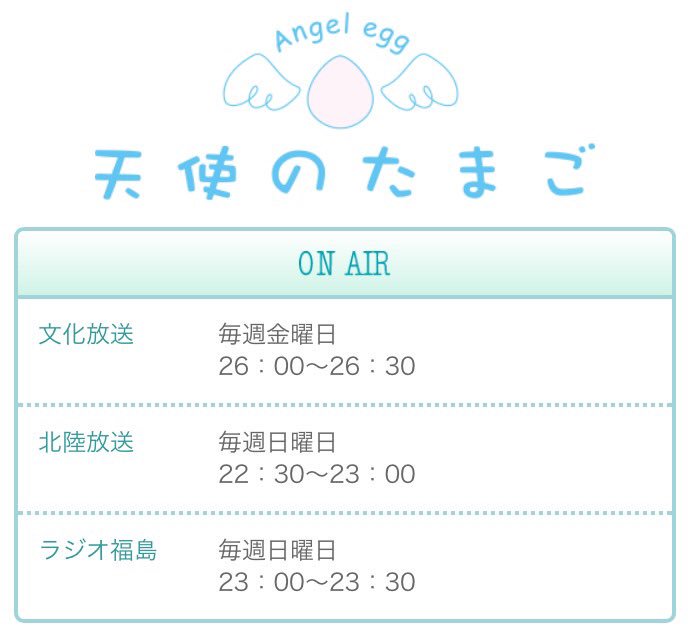 Angel egg
天使のたまご
ON AIR
文化放送
毎週金曜日
26：00〜26：30
北陸放送
毎週日曜日
22：30〜23：00
ラジオ福島
毎週日曜日
23：00〜23：30